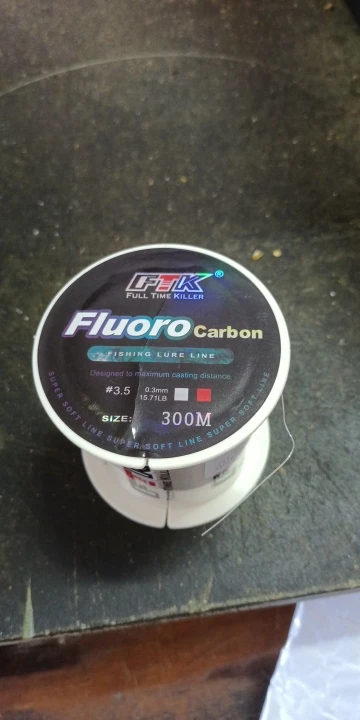 FTK®
FULL TIME KILLER
Fluoro Carbon
FISHING LURE LINE
Designed to maximum casting distance
#3.5
0.3mm
15.71LB
SIZE: 300M
SUPER SOFT LINE SUPER SOFT LINE SUPER SOFT LINE